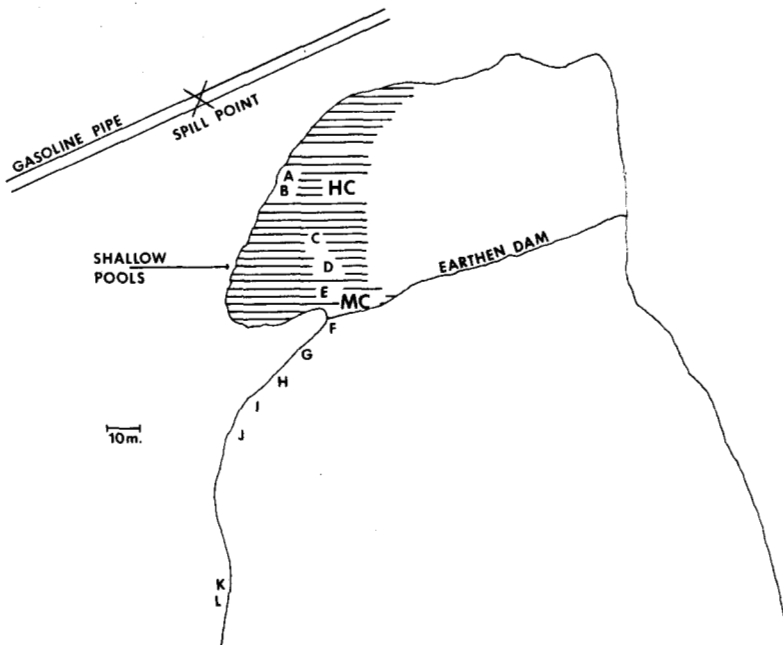 GASOLINE PIPE
SPILL POINT
A
B
HC
C
SHALLOW
POOLS
D
EARTHEN DAM
E
MC
F
G
H
I
J
10m.
K
L